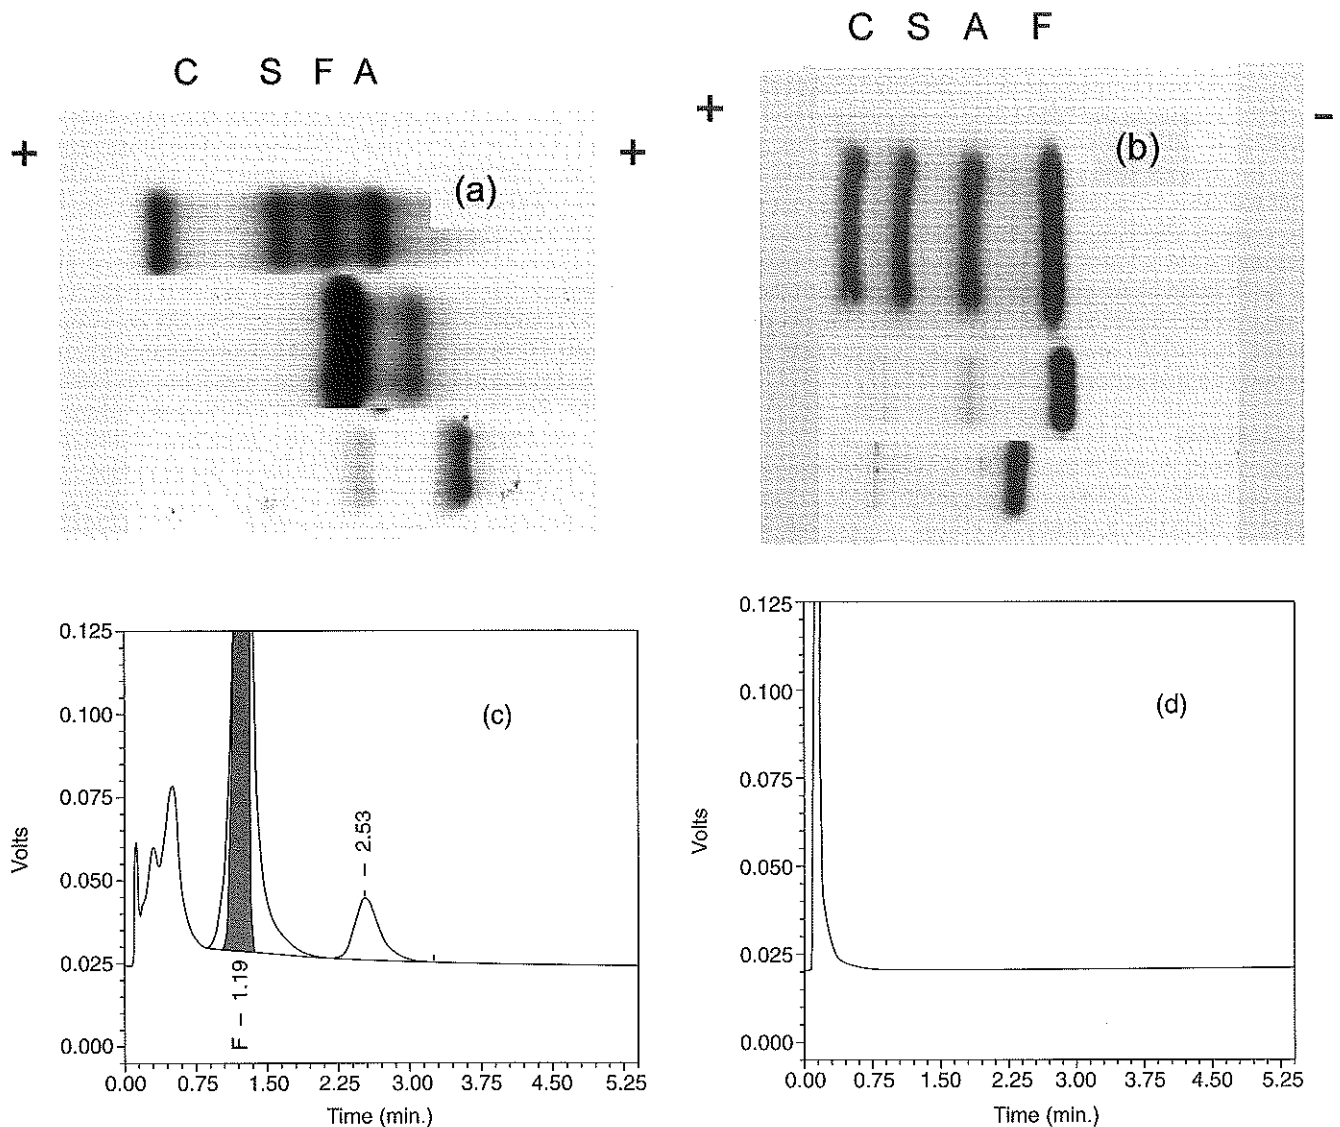 C S F A
+ +
(a)
C S A F
+ -
(b)
0.125
0.100
0.075
0.050
0.025
0.000
Volts
(c)
F – 1.19
– 2.53
0.00 0.75 1.50 2.25 3.00 3.75 4.50 5.25
Time (min.)
0.125
0.100
0.075
0.050
0.025
0.000
Volts
(d)
0.00 0.75 1.50 2.25 3.00 3.75 4.50 5.25
Time (min.)